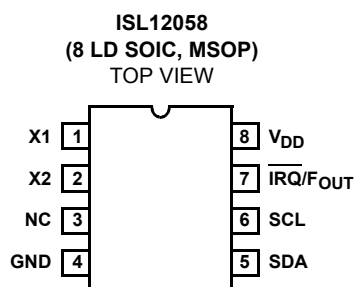 ISL12058
(8 LD SOIC, MSOP)
TOP VIEW
X1 1 8 VDD
X2 2 7 IRQ/FOUT
NC 3 6 SCL
GND 4 5 SDA